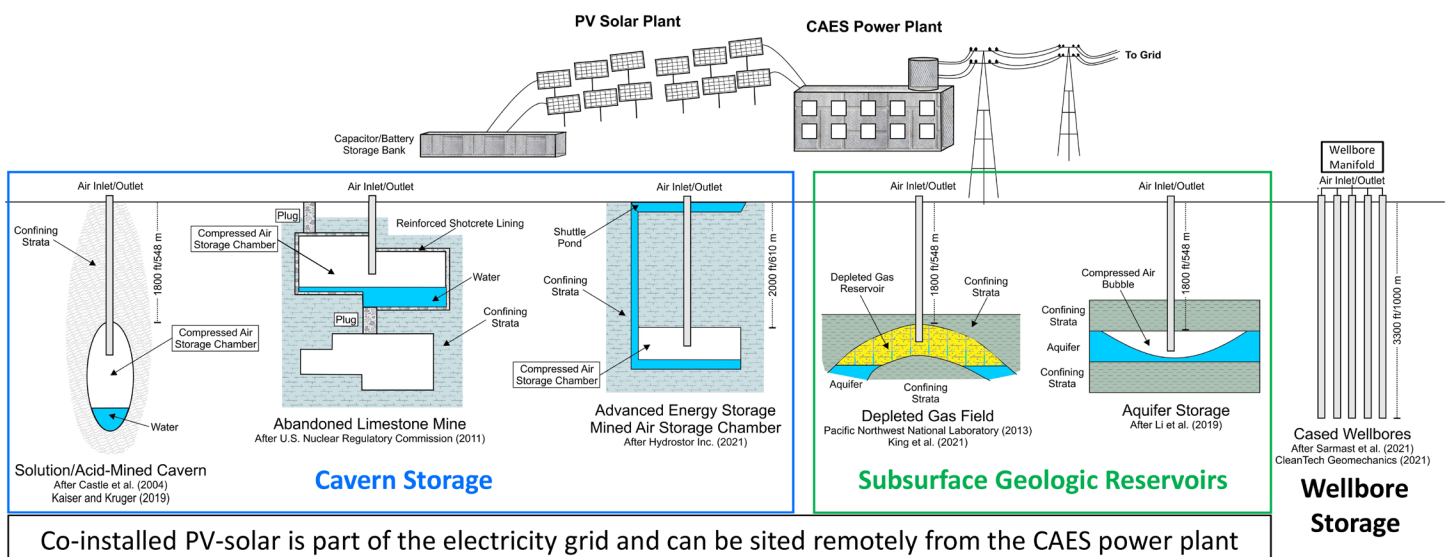 PV Solar Plant
CAES Power Plant
To Grid
Capacitor/Battery
Storage Bank
Wellbore
Manifold
Air Inlet/Outlet
Air Inlet/Outlet
Air Inlet/Outlet
Air Inlet/Outlet
Air Inlet/Outlet
Air Inlet/Outlet
Confining
Strata
1800 ft/548 m
Compressed Air
Storage Chamber
Water
Solution/Acid-Mined Cavern
After Castle et al. (2004)
Kaiser and Kruger (2019)
Plug
Reinforced Shotcrete Lining
Compressed Air
Storage Chamber
Water
Plug
Confining
Strata
Abandoned Limestone Mine
After U.S. Nuclear Regulatory Commission (2011)
Shuttle
Pond
Confining
Strata
2000 ft/610 m
Compressed Air
Storage Chamber
Advanced Energy Storage
Mined Air Storage Chamber
After Hydrostor Inc. (2021)
Cavern Storage
1800 ft/548 m
Depleted Gas
Reservoir
Confining
Strata
Aquifer
Confining
Strata
Depleted Gas Field
Pacific Northwest National Laboratory (2013)
King et al. (2021)
1800 ft/548 m
Compressed Air
Bubble
Confining
Strata
Aquifer
Confining
Strata
Aquifer Storage
After Li et al. (2019)
Subsurface Geologic Reservoirs
3300 ft/1000 m
Cased Wellbores
After Sarmast et al. (2021)
CleanTech Geomechanics (2021)
Wellbore
Storage
Co-installed PV-solar is part of the electricity grid and can be sited remotely from the CAES power plant